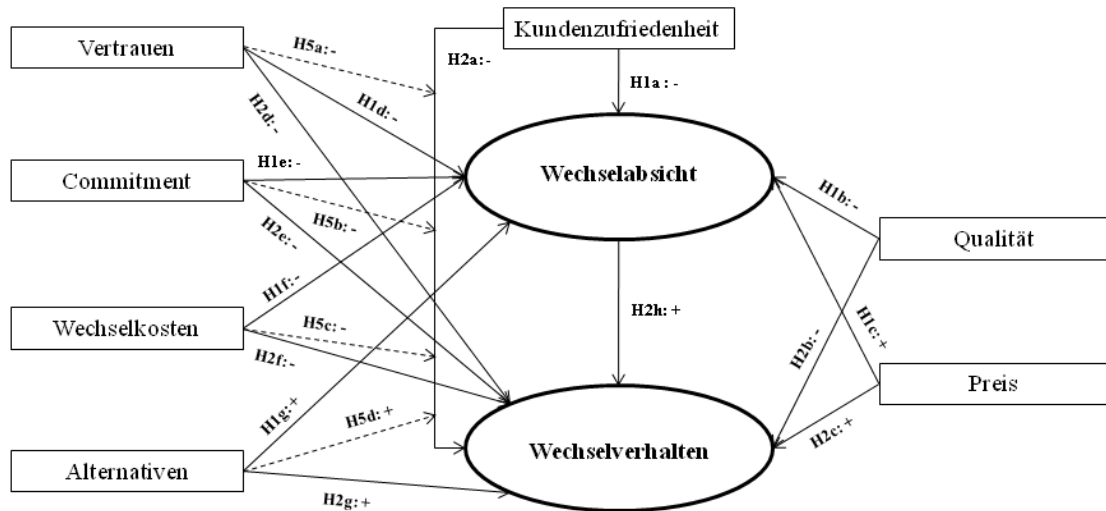 Kundenzufriedenheit
Vertrauen
H5a: -
H2a: -
H1a : -
H2d: -
H1d: -
Commitment
H1e: -
Wechselabsicht
H1b: -
H5b: -
H2e: -
Qualität
H1f: -
H2h: +
H1c: +
Wechselkosten
H5c: -
H2b: -
H2f: -
Preis
H1g: +
H5d: +
H2c: +
Alternativen
Wechselverhalten
H2g: +